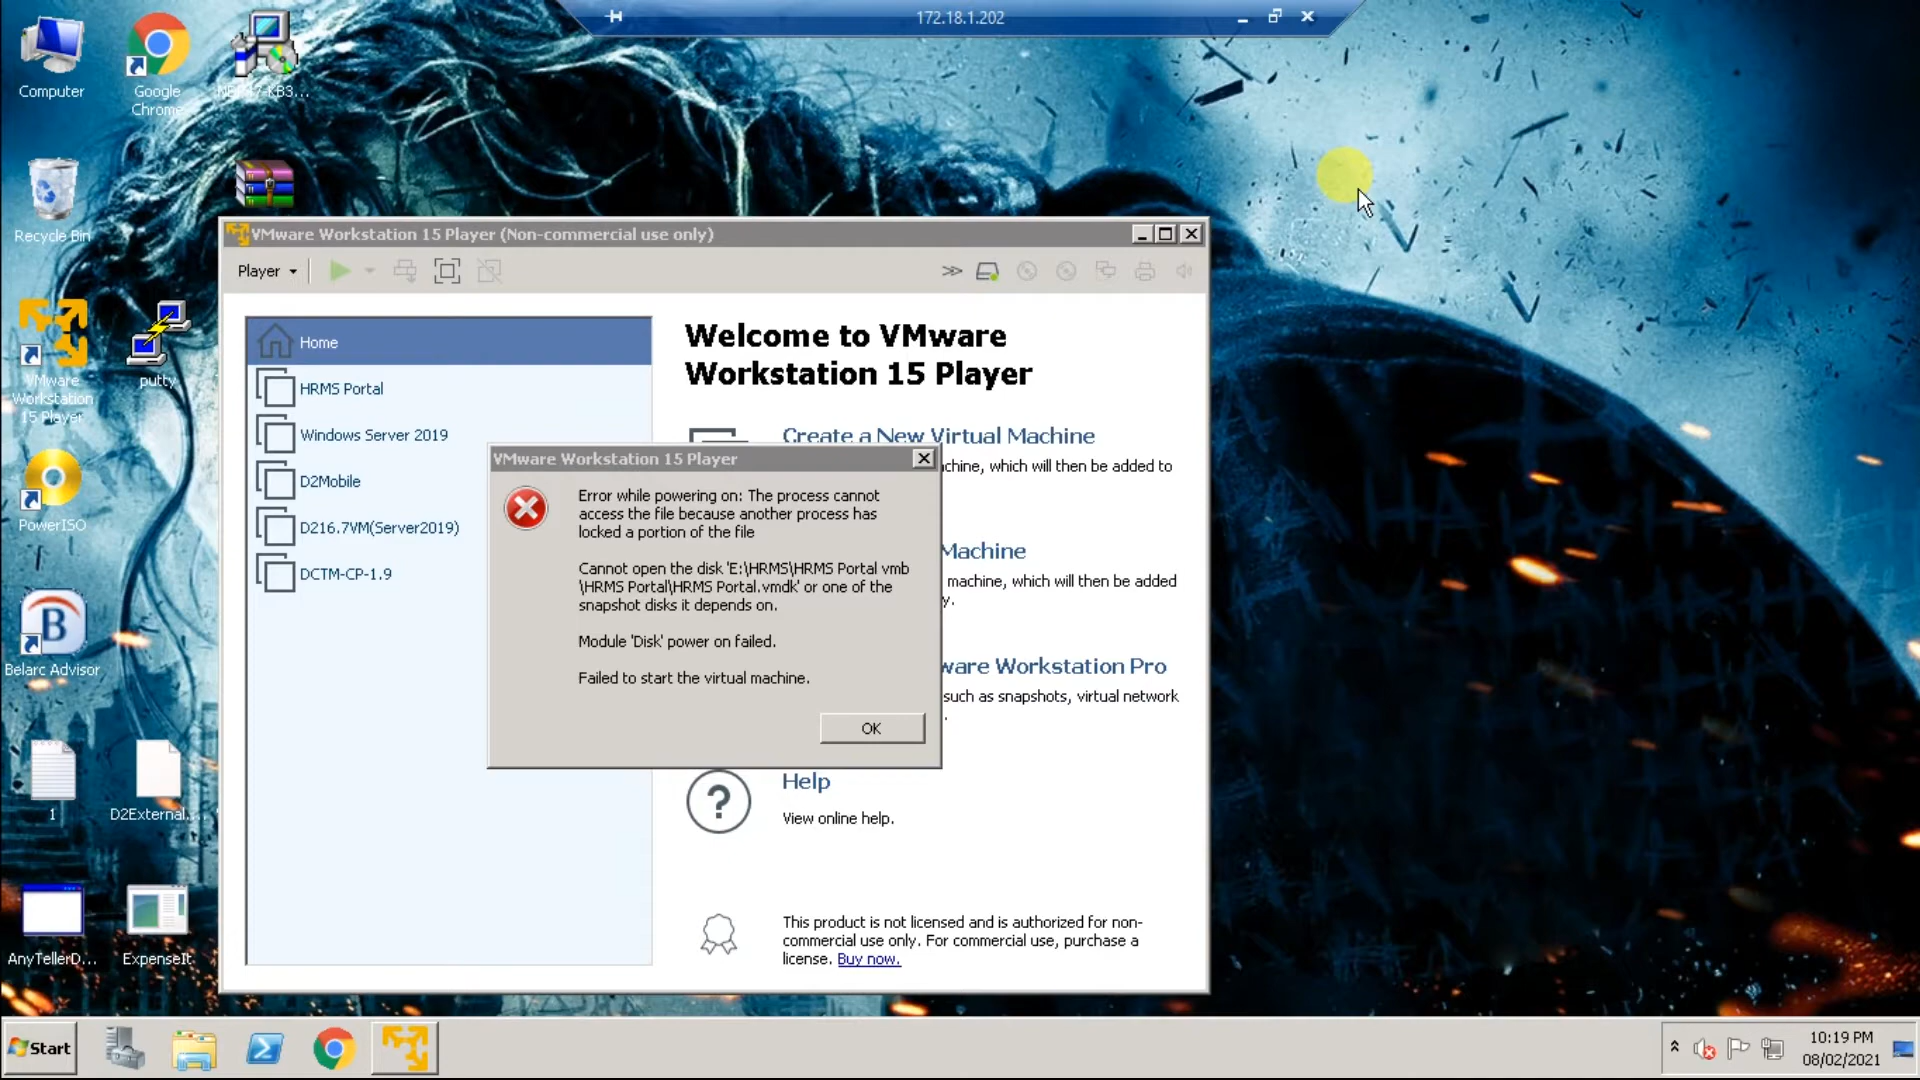 172.18.1.202
Computer
Google
Chrome
Recycle Bin
VMware
Workstation
15 Player
putty
PowerISO
Belarc Advisor
1
D2External....
AnyTellerD...
ExpenseIt
VMware Workstation 15 Player (Non-commercial use only)
Player
Home
HRMS Portal
Windows Server 2019
D2Mobile
D216.7VM(Server2019)
DCTM-CP-1.9
Welcome to VMware
Workstation 15 Player
Create a New Virtual Machine
which will then be added to
Machine
machine, which will then be added
Workstation Pro
such as snapshots, virtual network
Help
View online help.
This product is not licensed and is authorized for non-
commercial use only. For commercial use, purchase a
license. Buy now.
VMware Workstation 15 Player
Error while powering on: The process cannot
access the file because another process has
locked a portion of the file
Cannot open the disk 'E:\HRMS\HRMS Portal vmb
\HRMS Portal\HRMS Portal.vmdk' or one of the
snapshot disks it depends on.
Module 'Disk' power on failed.
Failed to start the virtual machine.
OK
Start
10:19 PM
08/02/2021